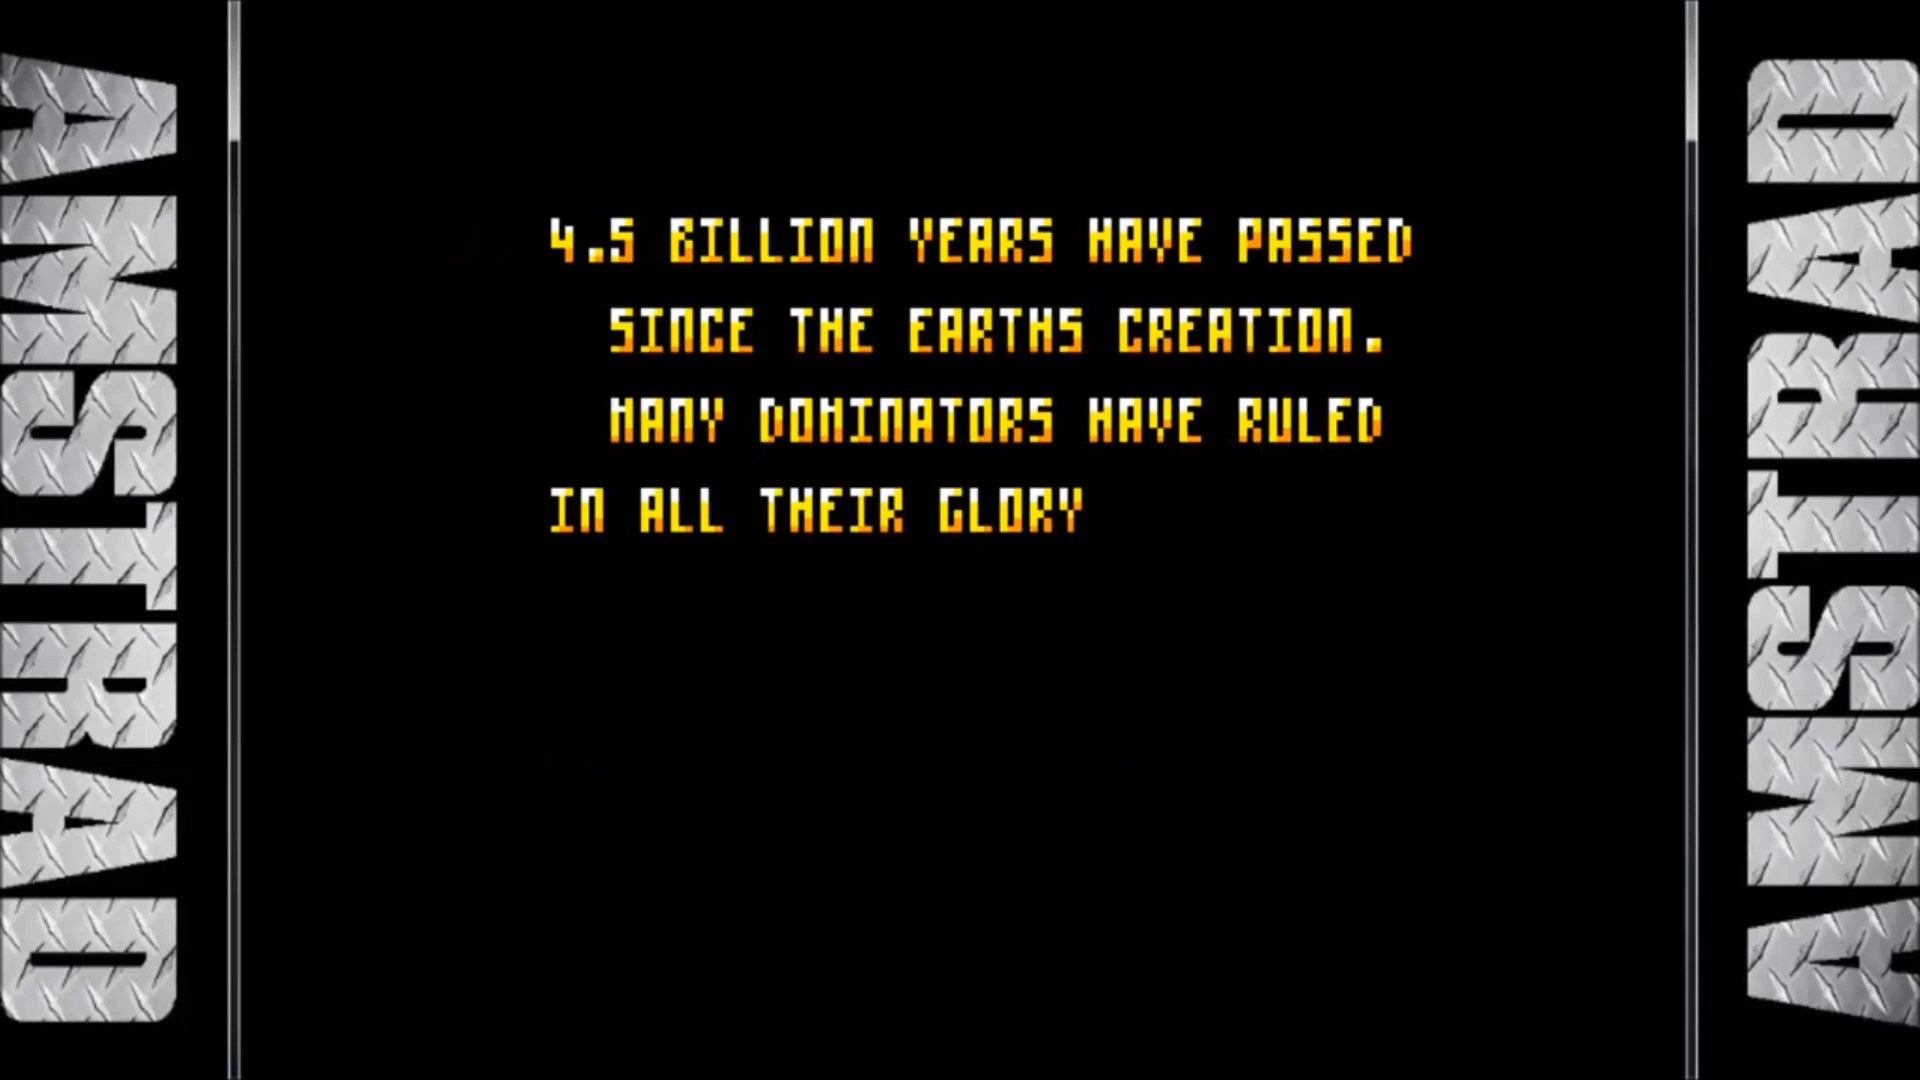 AMSTRAD
4.5 BILLION YEARS HAVE PASSED
SINCE THE EARTHS CREATION.
MANY DOMINATORS HAVE RULED
IN ALL THEIR GLORY
AMSTRAD